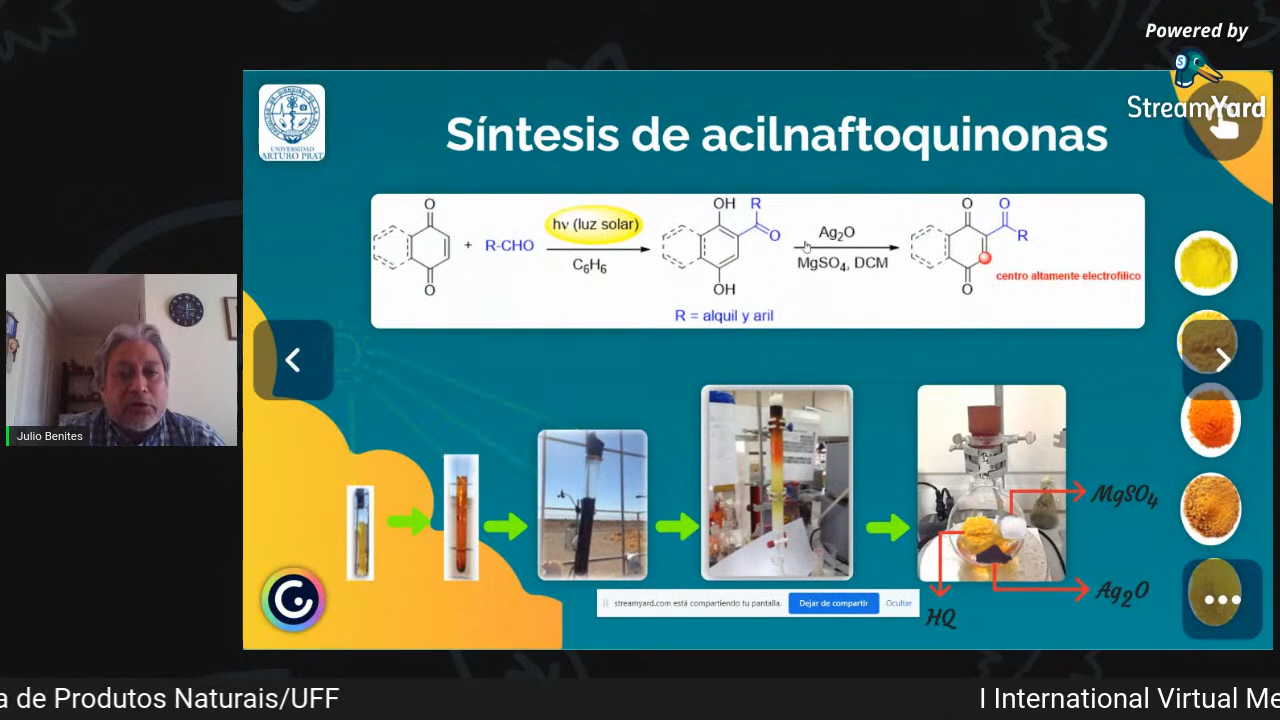 Powered by
StreamYard
UNIVERSIDAD
ARTURO PRAT
Síntesis de acilnaftoquinonas
O
O
+
R-CHO
hν (luz solar)
C6H6
OH
R
O
OH
R = alquil y aril
Ag2O
MgSO4, DCM
O
O
R
O
centro altamente electrofílico
Julio Benites
MgSO4
Ag2O
HQ
streamyard.com está compartiendo tu pantalla.
Dejar de compartir
Ocultar
a de Produtos Naturais/UFF
I International Virtual Me